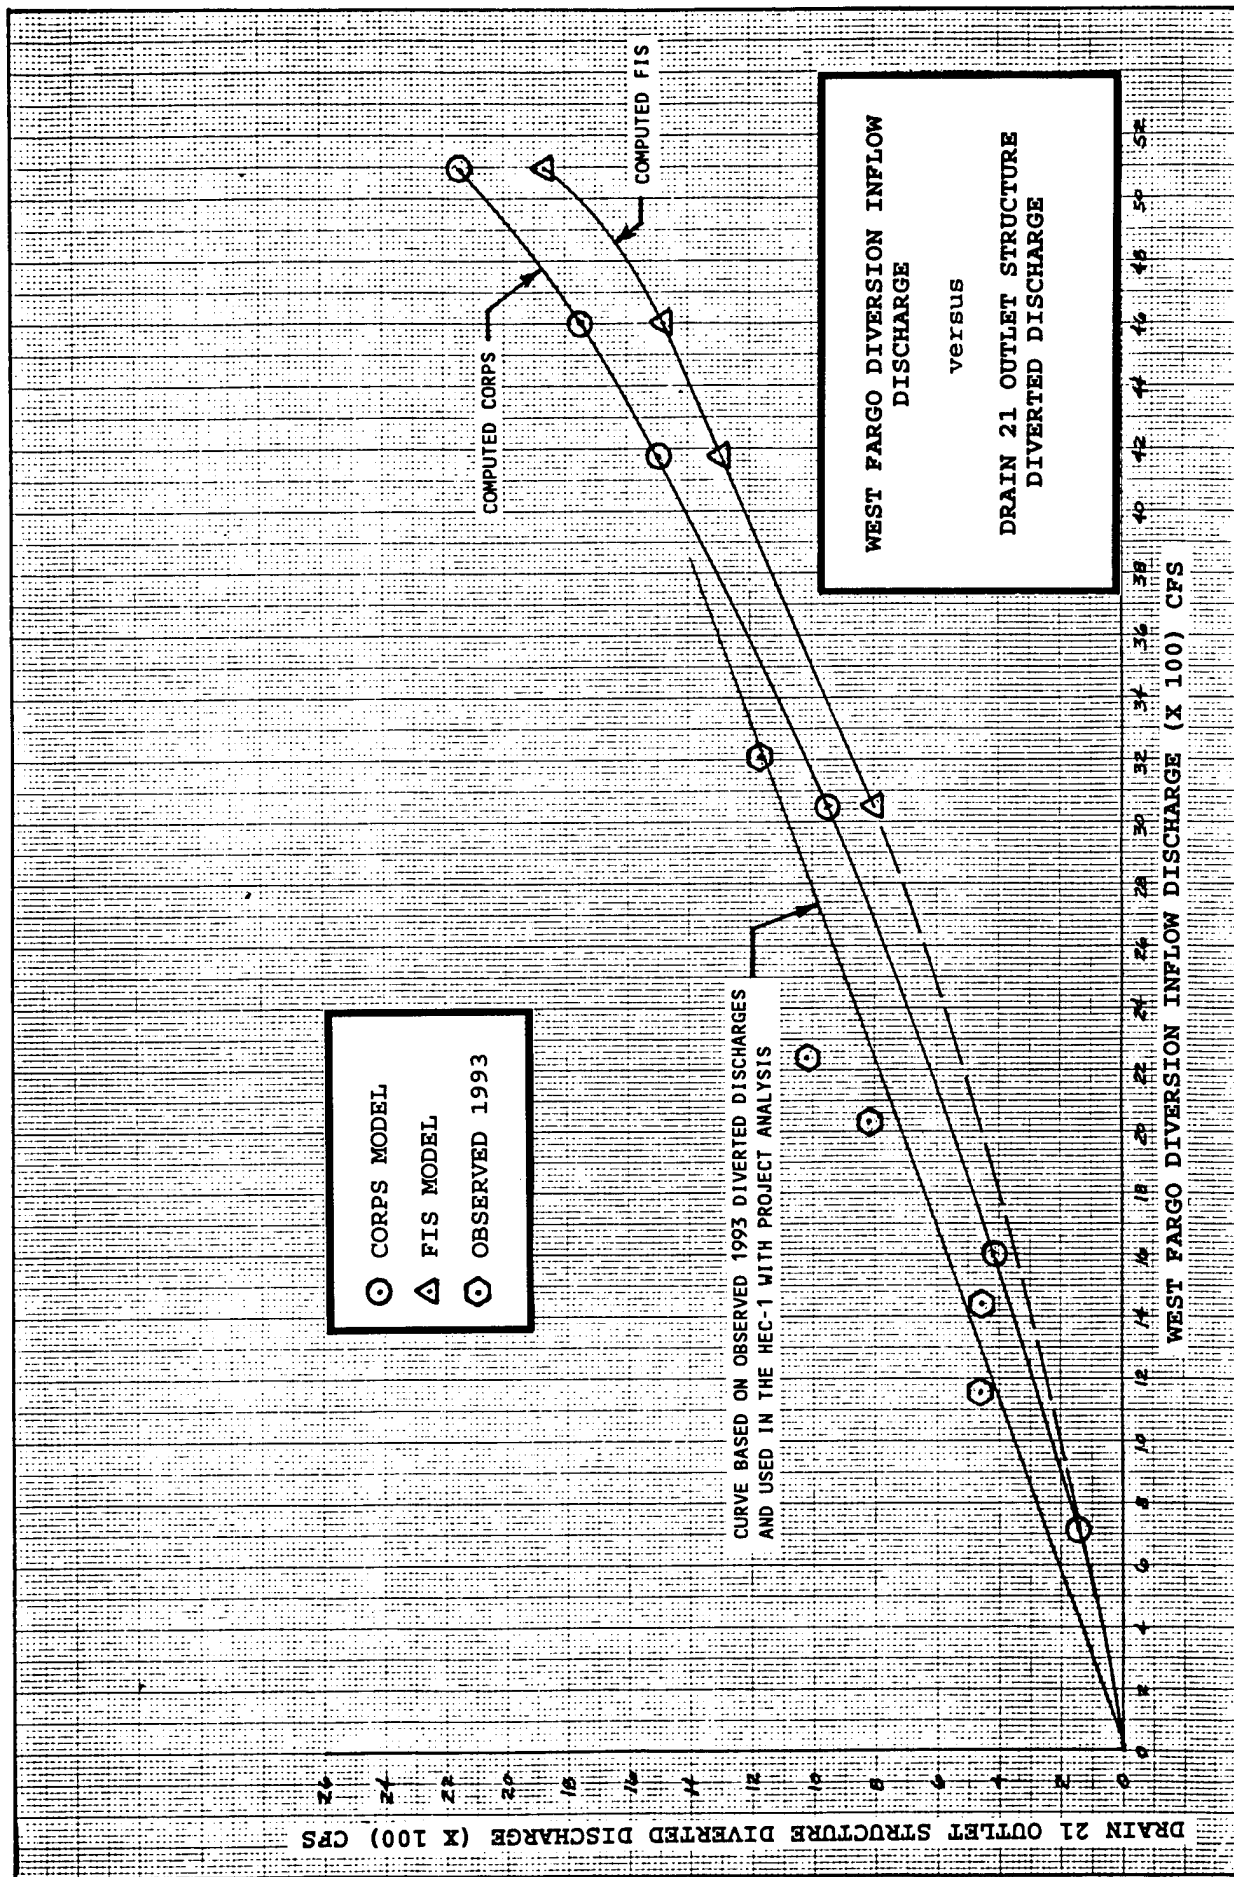 COMPUTED FIS
COMPUTED CORPS
CORPS MODEL
FIS MODEL
OBSERVED 1993
CURVE BASED ON OBSERVED 1993 DIVERTED DISCHARGES
AND USED IN THE HEC-1 WITH PROJECT ANALYSIS
WEST FARGO DIVERSION INFLOW
DISCHARGE
versus
DRAIN 21 OUTLET STRUCTURE
DIVERTED DISCHARGE
DRAIN 21 OUTLET STRUCTURE DIVERTED DISCHARGE (X 100) CFS
26
24
22
20
18
16
14
12
10
8
6
4
2
0
0 2 4 6 8 10 12 14 16 18 20 22 24 26 28 30 32 34 36 38 40 42 44 46 48 50 52
WEST FARGO DIVERSION INFLOW DISCHARGE (X 100) CFS